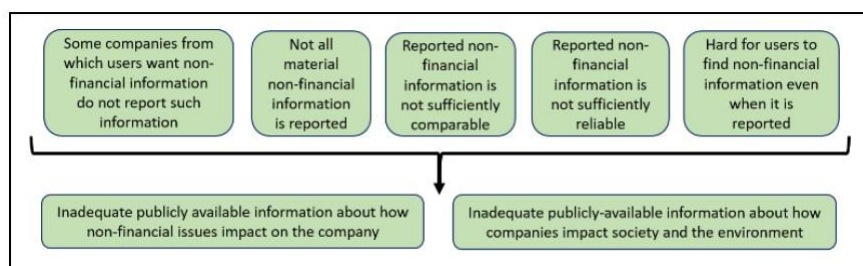 Some companies from
which users want non-
financial information
do not report such
information
Not all
material
non-financial
information
is reported
Reported non-
financial
information is
not sufficiently
comparable
Reported non-
financial
information is
not sufficiently
reliable
Hard for users to
find non-financial
information even
when it is
reported
Inadequate publicly available information about how
non-financial issues impact on the company
Inadequate publicly-available information about how
companies impact society and the environment